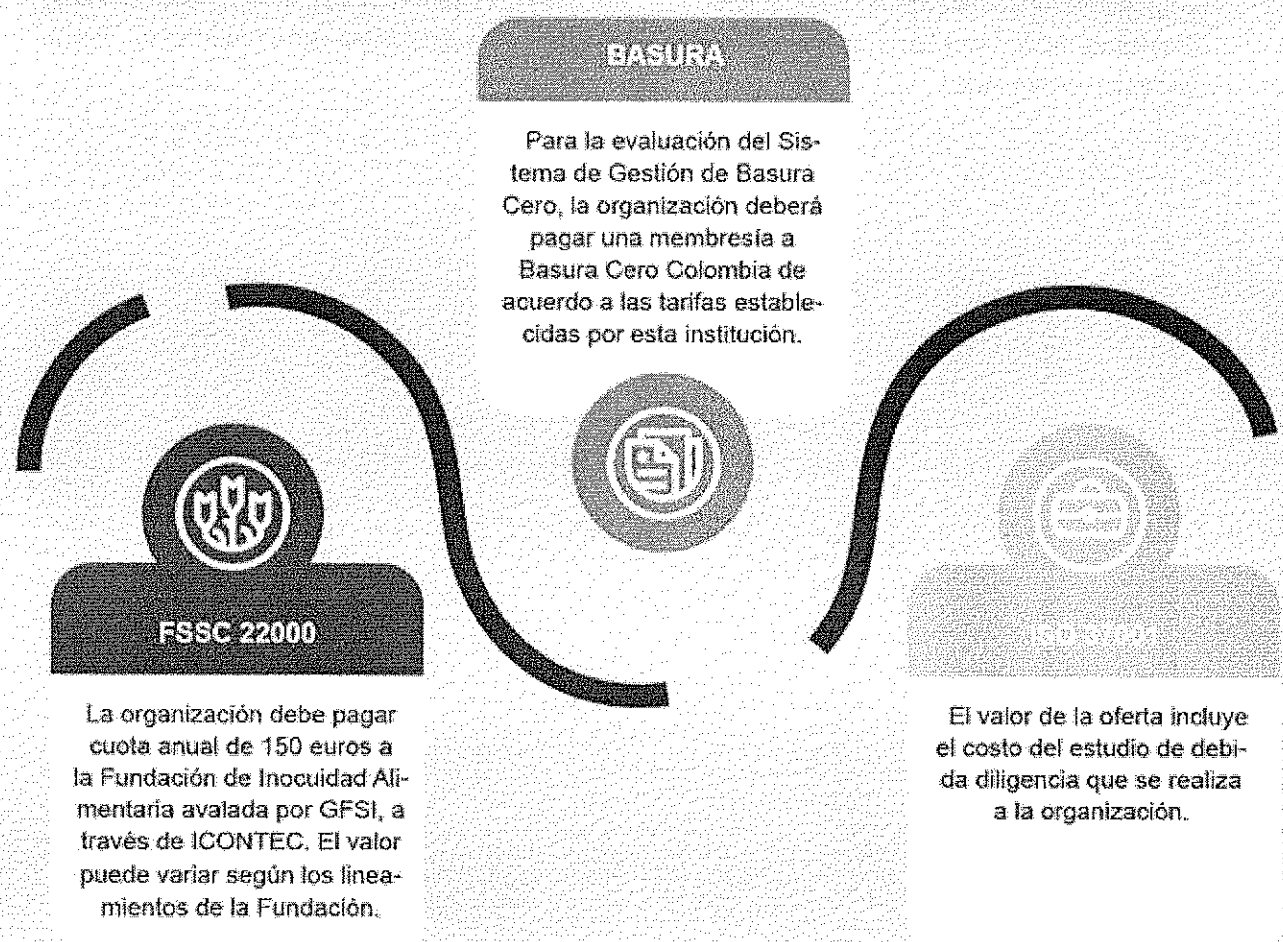 BASURA
Para la evaluación del Sis-
tema de Gestión de Basura
Cero, la organización deberá
pagar una membresía a
Basura Cero Colombia de
acuerdo a las tarifas estable-
cidas por esta institución.
FSSC 22000
La organización debe pagar
cuota anual de 150 euros a
la Fundación de Inocuidad Ali-
mentaria avalada por GFSI, a
través de ICONTEC. El valor
puede variar según los linea-
mientos de la Fundación.
El valor de la oferta incluye
el costo del estudio de debi-
da diligencia que se realiza
a la organización.